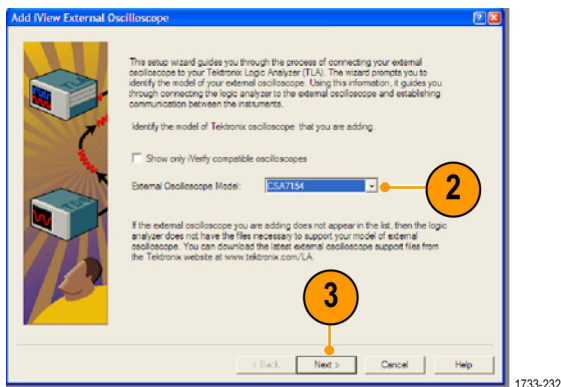 Add iView External Oscilloscope
This setup wizard guides you through the process of connecting your external
oscilloscope to your Tektronix Logic Analyzer (TLA). The wizard prompts you to
identify the model of your external oscilloscope. Using this information, it guides you
through connecting the logic analyzer to the external oscilloscope and establishing
communication between the instruments.
Identify the model of Tektronix oscilloscope that you are adding.
Show only iVerify compatible oscilloscopes
External Oscilloscope Model: CSA7154
2
If the external oscilloscope you are adding does not appear in the list, then the logic
analyzer does not have the files necessary to support your model of external
oscilloscope. You can download the latest external oscilloscope support files from
the Tektronix website at www.tektronix.com/LA.
3
< Back Next > Cancel Help
1733-232
TLA
TDS